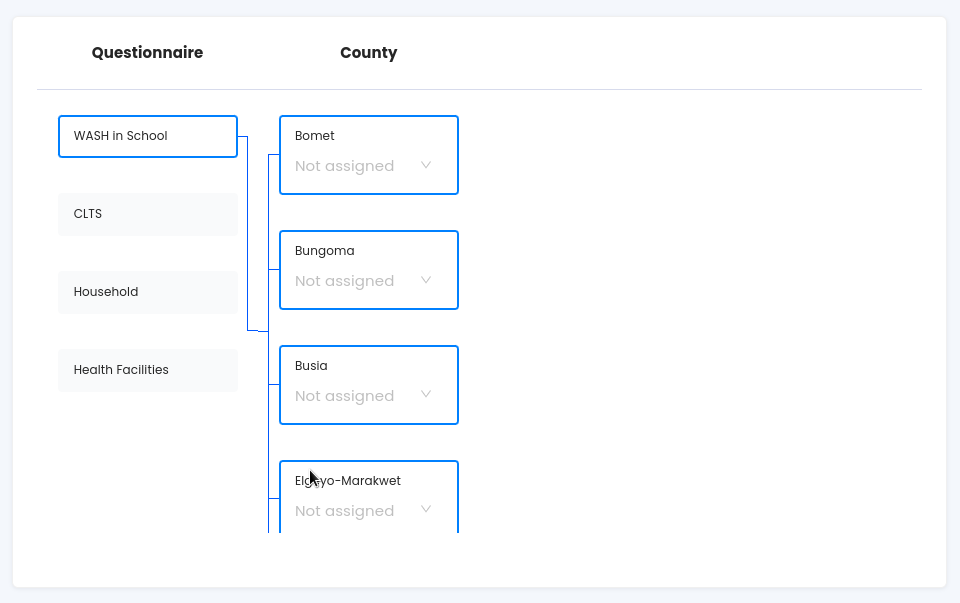 Questionnaire
County
WASH in School
CLTS
Household
Health Facilities
Bomet
Not assigned
Bungoma
Not assigned
Busia
Not assigned
Elgeyo-Marakwet
Not assigned